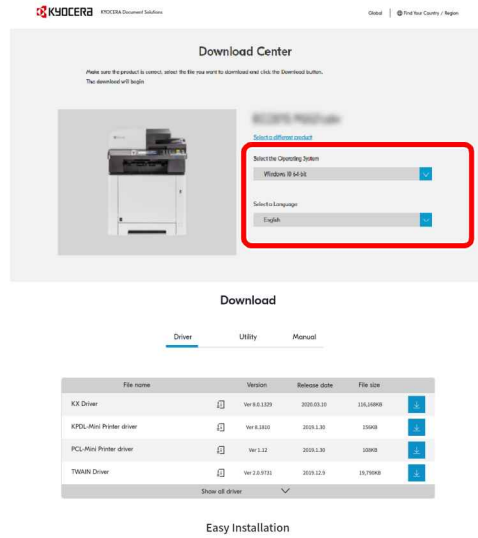 KYOCERA KYOCERA Document Solutions Global Find Your Country / Region
Download Center
Make sure the product is correct, select the file you want to download and click the Download button.
The download will begin
Select a different product
Select the Operating System
Windows 10 64-bit
Select a Language
English
Download
Driver Utility Manual
File name Version Release date File size
KX Driver Ver 8.0.1329 2020.03.10 116,168KB
KPDL-Mini Printer driver Ver 8.1910 2019.1.30 156KB
PCL-Mini Printer driver Ver 1.12 2019.1.30 108KB
TWAIN Driver Ver 2.0.9731 2019.12.9 19,790KB
Show all driver
Easy Installation